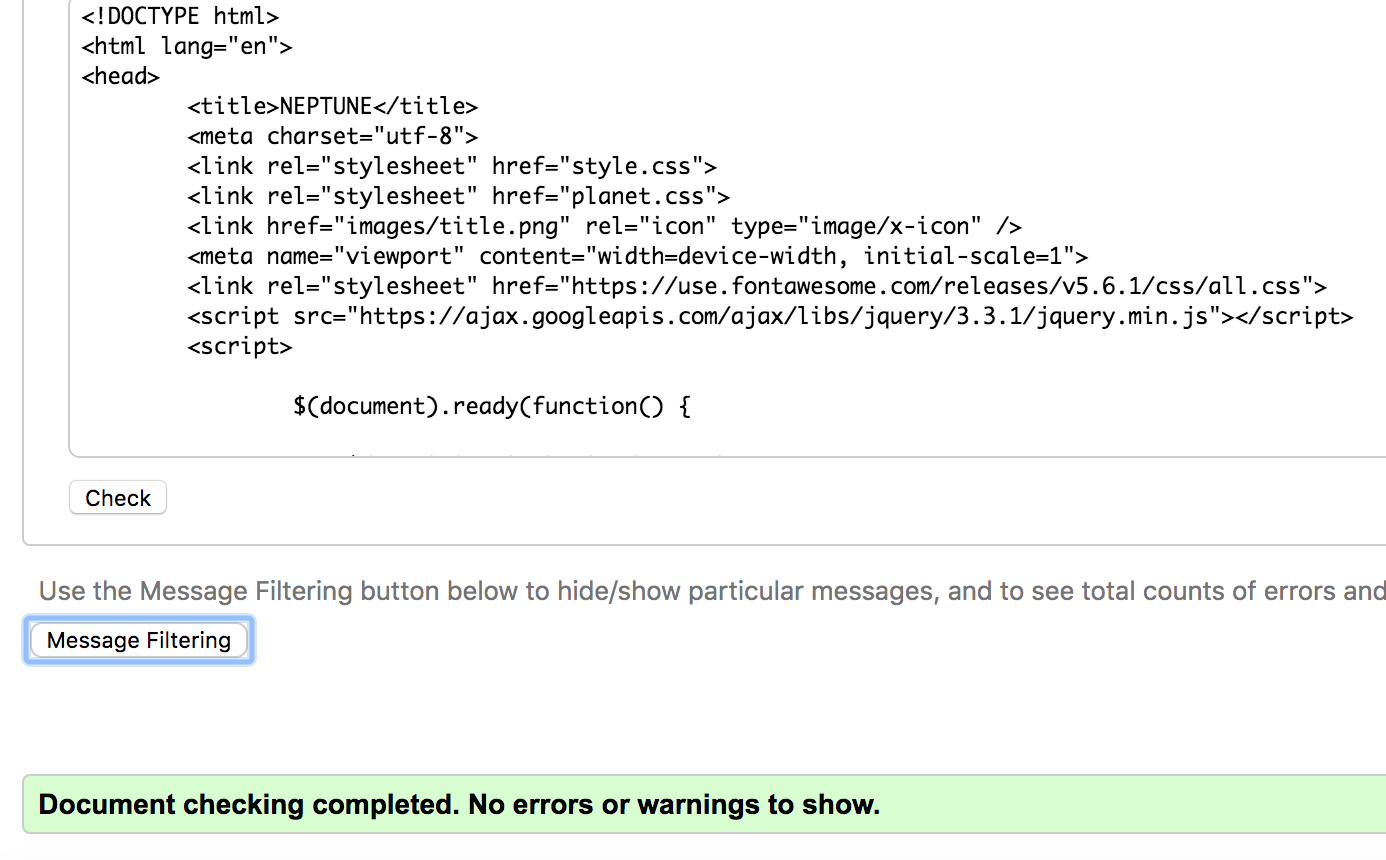 <!DOCTYPE html>
<html lang="en">
<head>
<title>NEPTUNE</title>
<meta charset="utf-8">
<link rel="stylesheet" href="style.css">
<link rel="stylesheet" href="planet.css">
<link href="images/title.png" rel="icon" type="image/x-icon" />
<meta name="viewport" content="width=device-width, initial-scale=1">
<link rel="stylesheet" href="https://use.fontawesome.com/releases/v5.6.1/css/all.css">
<script src="https://ajax.googleapis.com/ajax/libs/jquery/3.3.1/jquery.min.js"></script>
<script>
$(document).ready(function() {
Check
Use the Message Filtering button below to hide/show particular messages, and to see total counts of errors and
Message Filtering
Document checking completed. No errors or warnings to show.